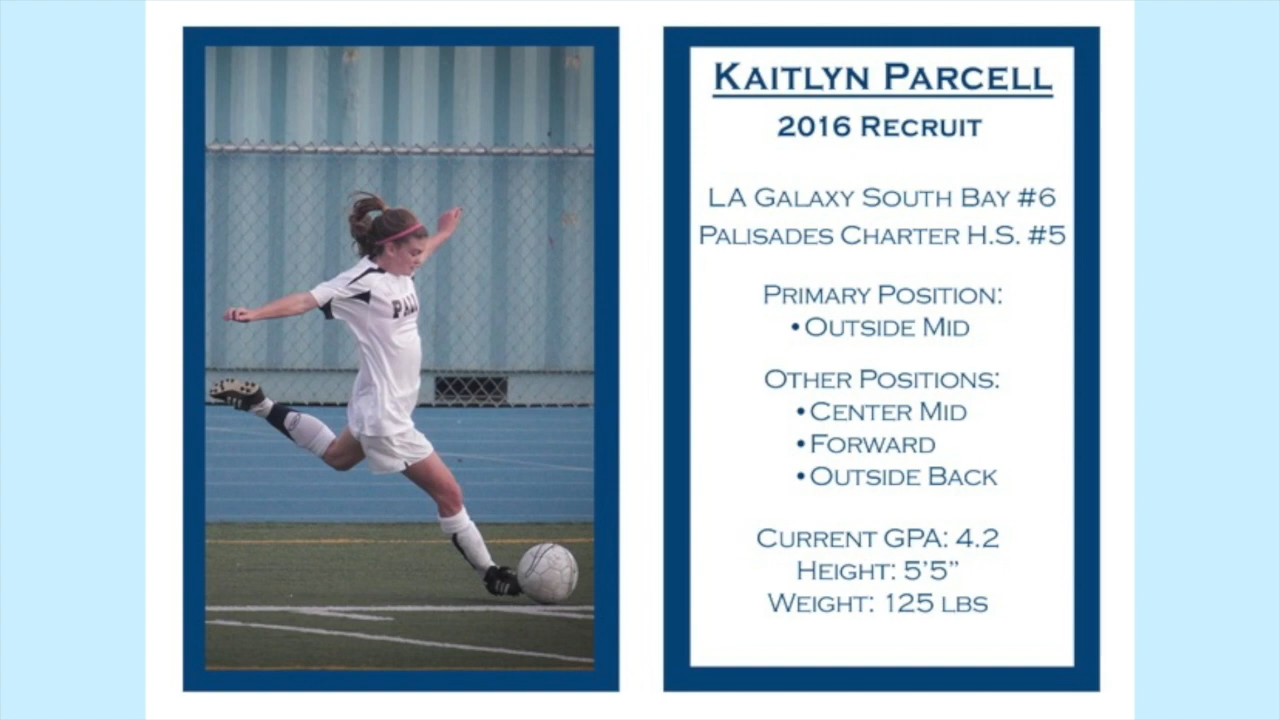 PALI
KAITLYN PARCELL
2016 RECRUIT
LA GALAXY SOUTH BAY #6
PALISADES CHARTER H.S. #5
PRIMARY POSITION:
•OUTSIDE MID
OTHER POSITIONS:
•CENTER MID
•FORWARD
•OUTSIDE BACK
CURRENT GPA: 4.2
HEIGHT: 5’5”
WEIGHT: 125 LBS